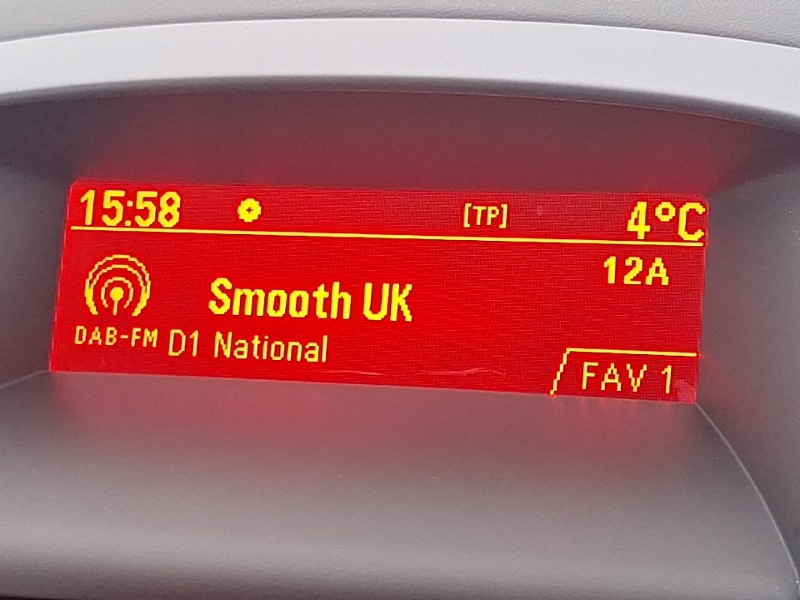 15:58 [TP] 4°C
12A
Smooth UK
DAB-FM D1 National
FAV 1